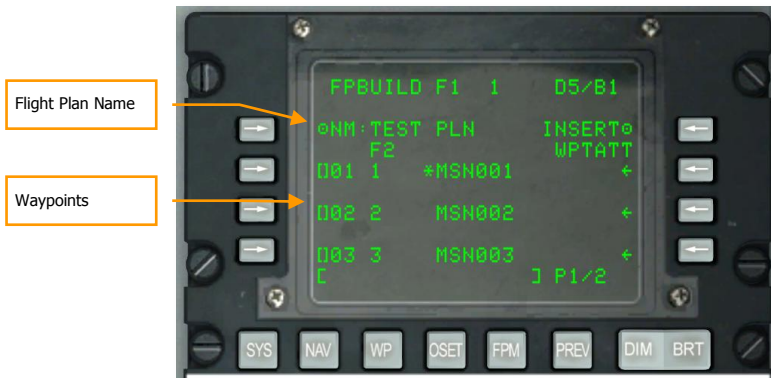 Flight Plan Name
Waypoints
FPBUILD F1 1 D5/B1
⊙NM:TEST PLN INSERT⊙
F2 WPTATT
[]01 1 *MSN001 ←
[]02 2 MSN002 ←
[]03 3 MSN003 ←
[ ] P1/2
SYS NAV WP OSET FPM PREV DIM BRT